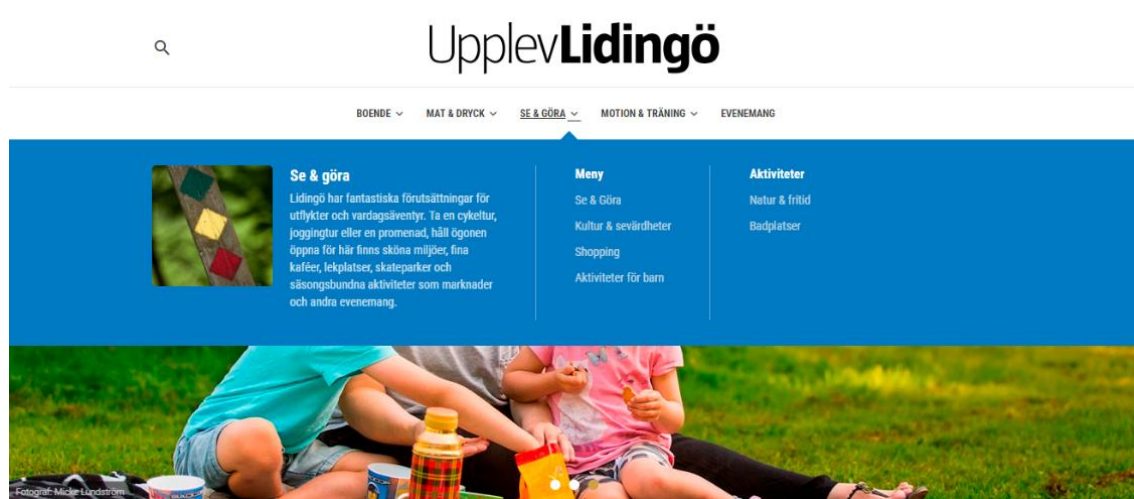 UpplevLidingö
BOENDE MAT & DRYCK SE & GÖRA MOTION & TRÄNING EVENEMANG
Se & göra
Lidingö har fantastiska förutsättningar för
utflykter och vardagsäventyr. Ta en cykeltur,
joggingtur eller en promenad, håll ögonen
öppna för här finns sköna miljöer, fina
kaféer, lekplatser, skateparker och
säsongsbundna aktiviteter som marknader
och andra evenemang.
Meny
Se & Göra
Kultur & sevärdheter
Shopping
Aktiviteter för barn
Aktiviteter
Natur & fritid
Badplatser
Fotograf: Micke Lundström